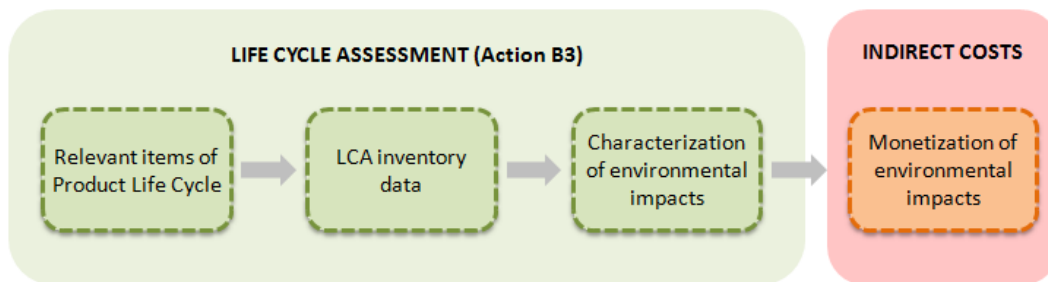 LIFE CYCLE ASSESSMENT (Action B3)
Relevant items of
Product Life Cycle
LCA inventory
data
Characterization
of environmental
impacts
INDIRECT COSTS
Monetization of
environmental
impacts